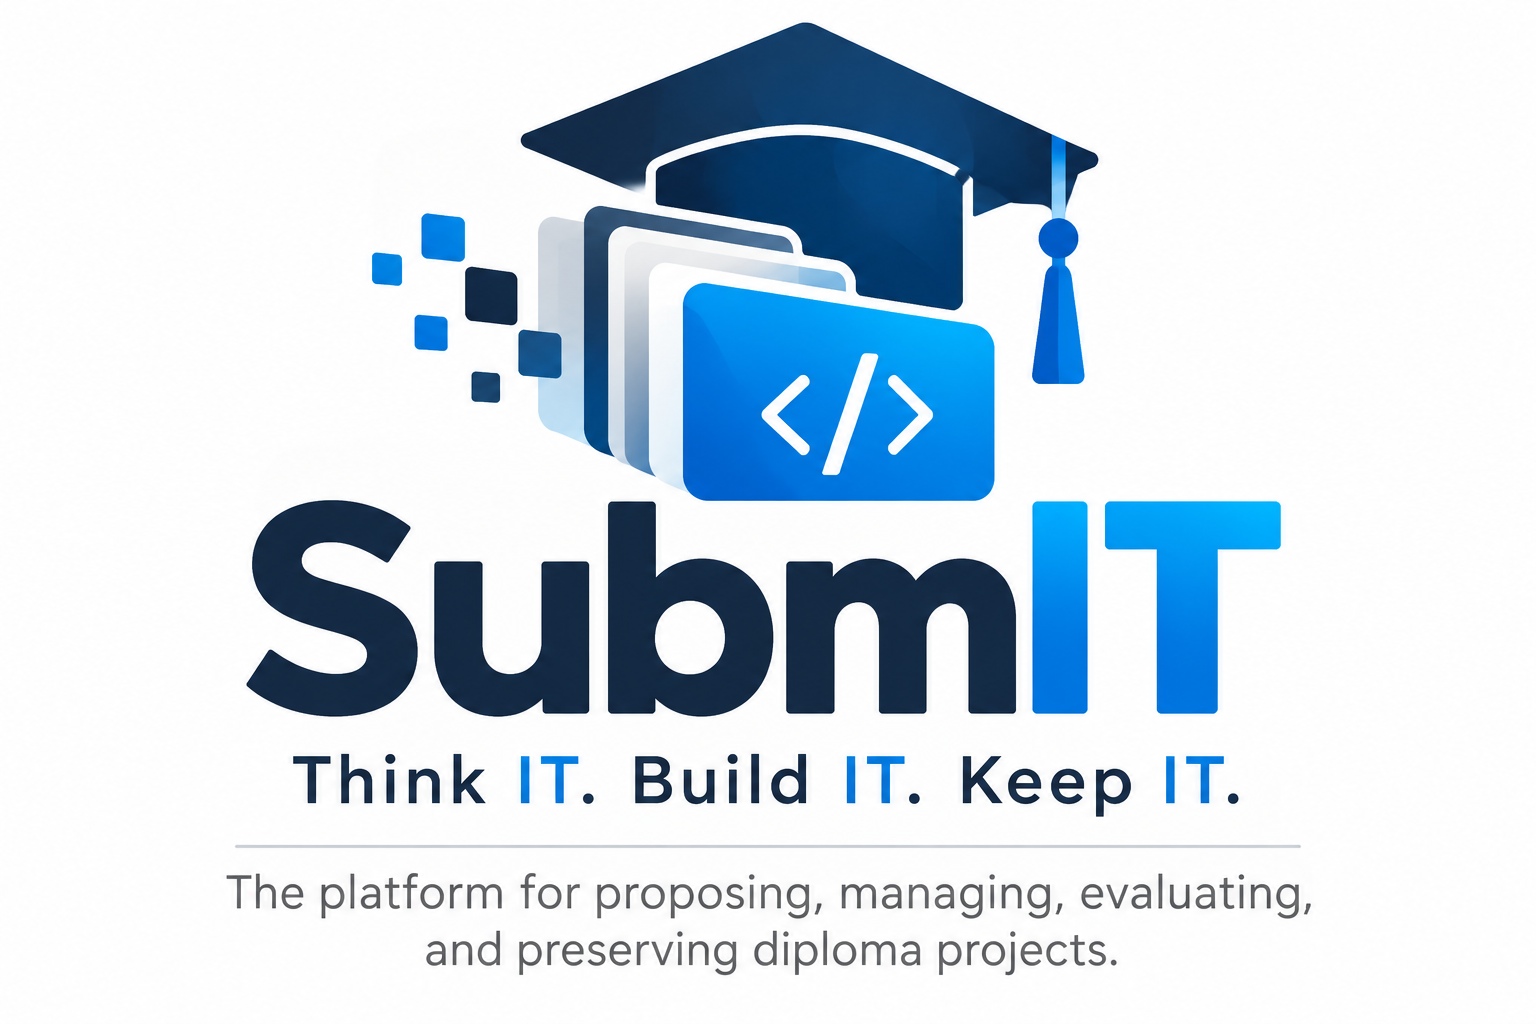 </>
SubmIT
Think IT. Build IT. Keep IT.
The platform for proposing, managing, evaluating,
and preserving diploma projects.